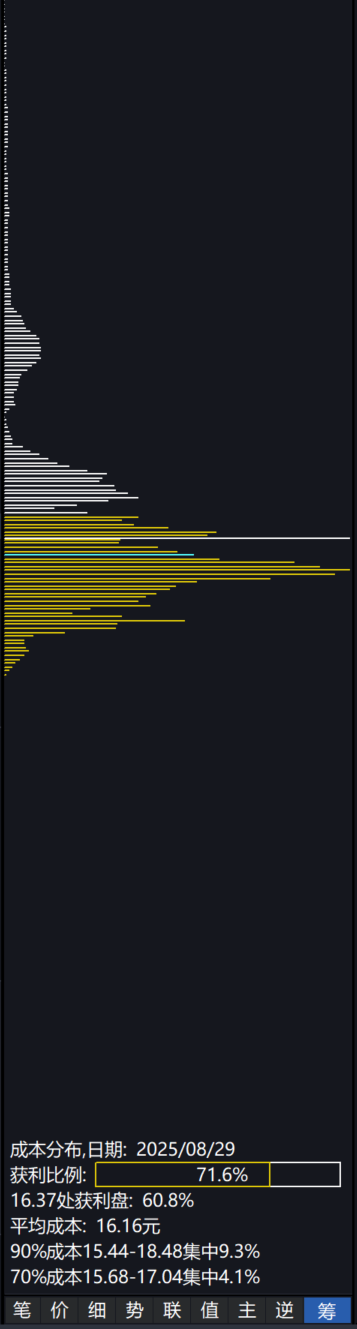 成本分布,日期: 2025/08/29
获利比例: 71.6%
16.37处获利盘: 60.8%
平均成本: 16.16元
90%成本15.44-18.48集中9.3%
70%成本15.68-17.04集中4.1%
笔 价 细 势 联 值 主 逆 筹